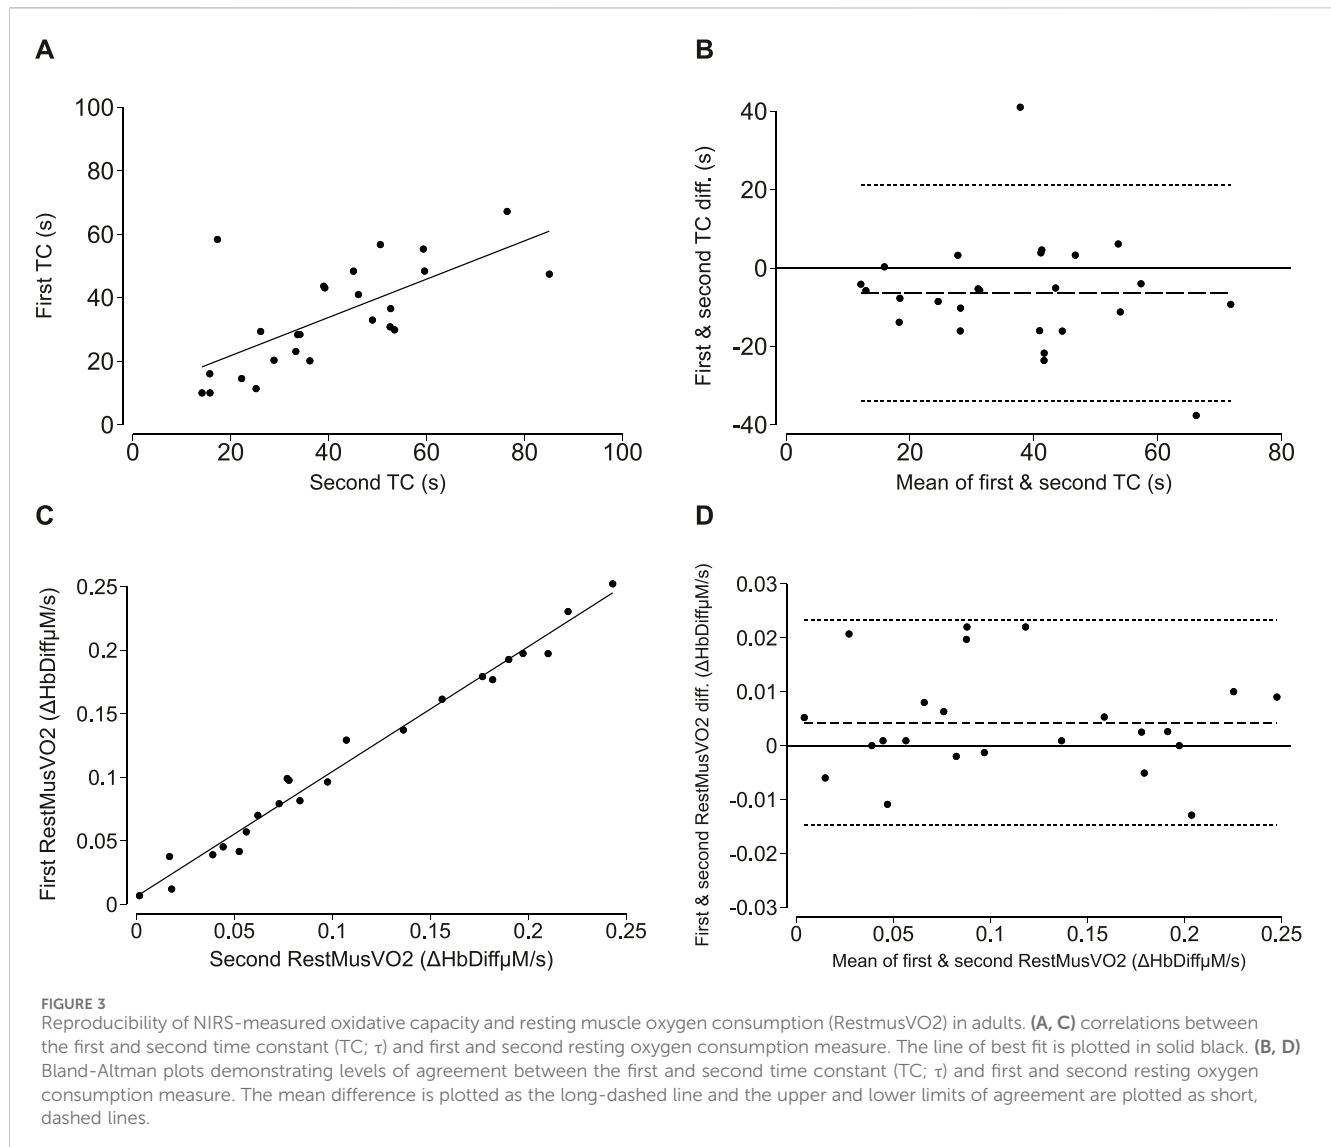 A
100
80
60
40
20
0
First TC (s)
0 20 40 60 80 100
Second TC (s)
B
40
20
0
-20
-40
First & second TC diff. (s)
0 20 40 60 80
Mean of first & second TC (s)
C
0.25
0.2
0.15
0.1
0.05
0
First RestMusVO2 (ΔHbDiffµM/s)
0 0.05 0.1 0.15 0.2 0.25
Second RestMusVO2 (ΔHbDiffµM/s)
D
0.03
0.02
0.01
0
-0.01
-0.02
-0.03
First & second RestMusVO2 diff. (ΔHbDiffµM/s)
0 0.05 0.1 0.15 0.2 0.25
Mean of first & second RestMusVO2 (ΔHbDiffµM/s)
FIGURE 3
Reproducibility of NIRS-measured oxidative capacity and resting muscle oxygen consumption (RestmusVO2) in adults. (A, C) correlations between
the first and second time constant (TC; τ) and first and second resting oxygen consumption measure. The line of best fit is plotted in solid black. (B, D)
Bland-Altman plots demonstrating levels of agreement between the first and second time constant (TC; τ) and first and second resting oxygen
consumption measure. The mean difference is plotted as the long-dashed line and the upper and lower limits of agreement are plotted as short,
dashed lines.